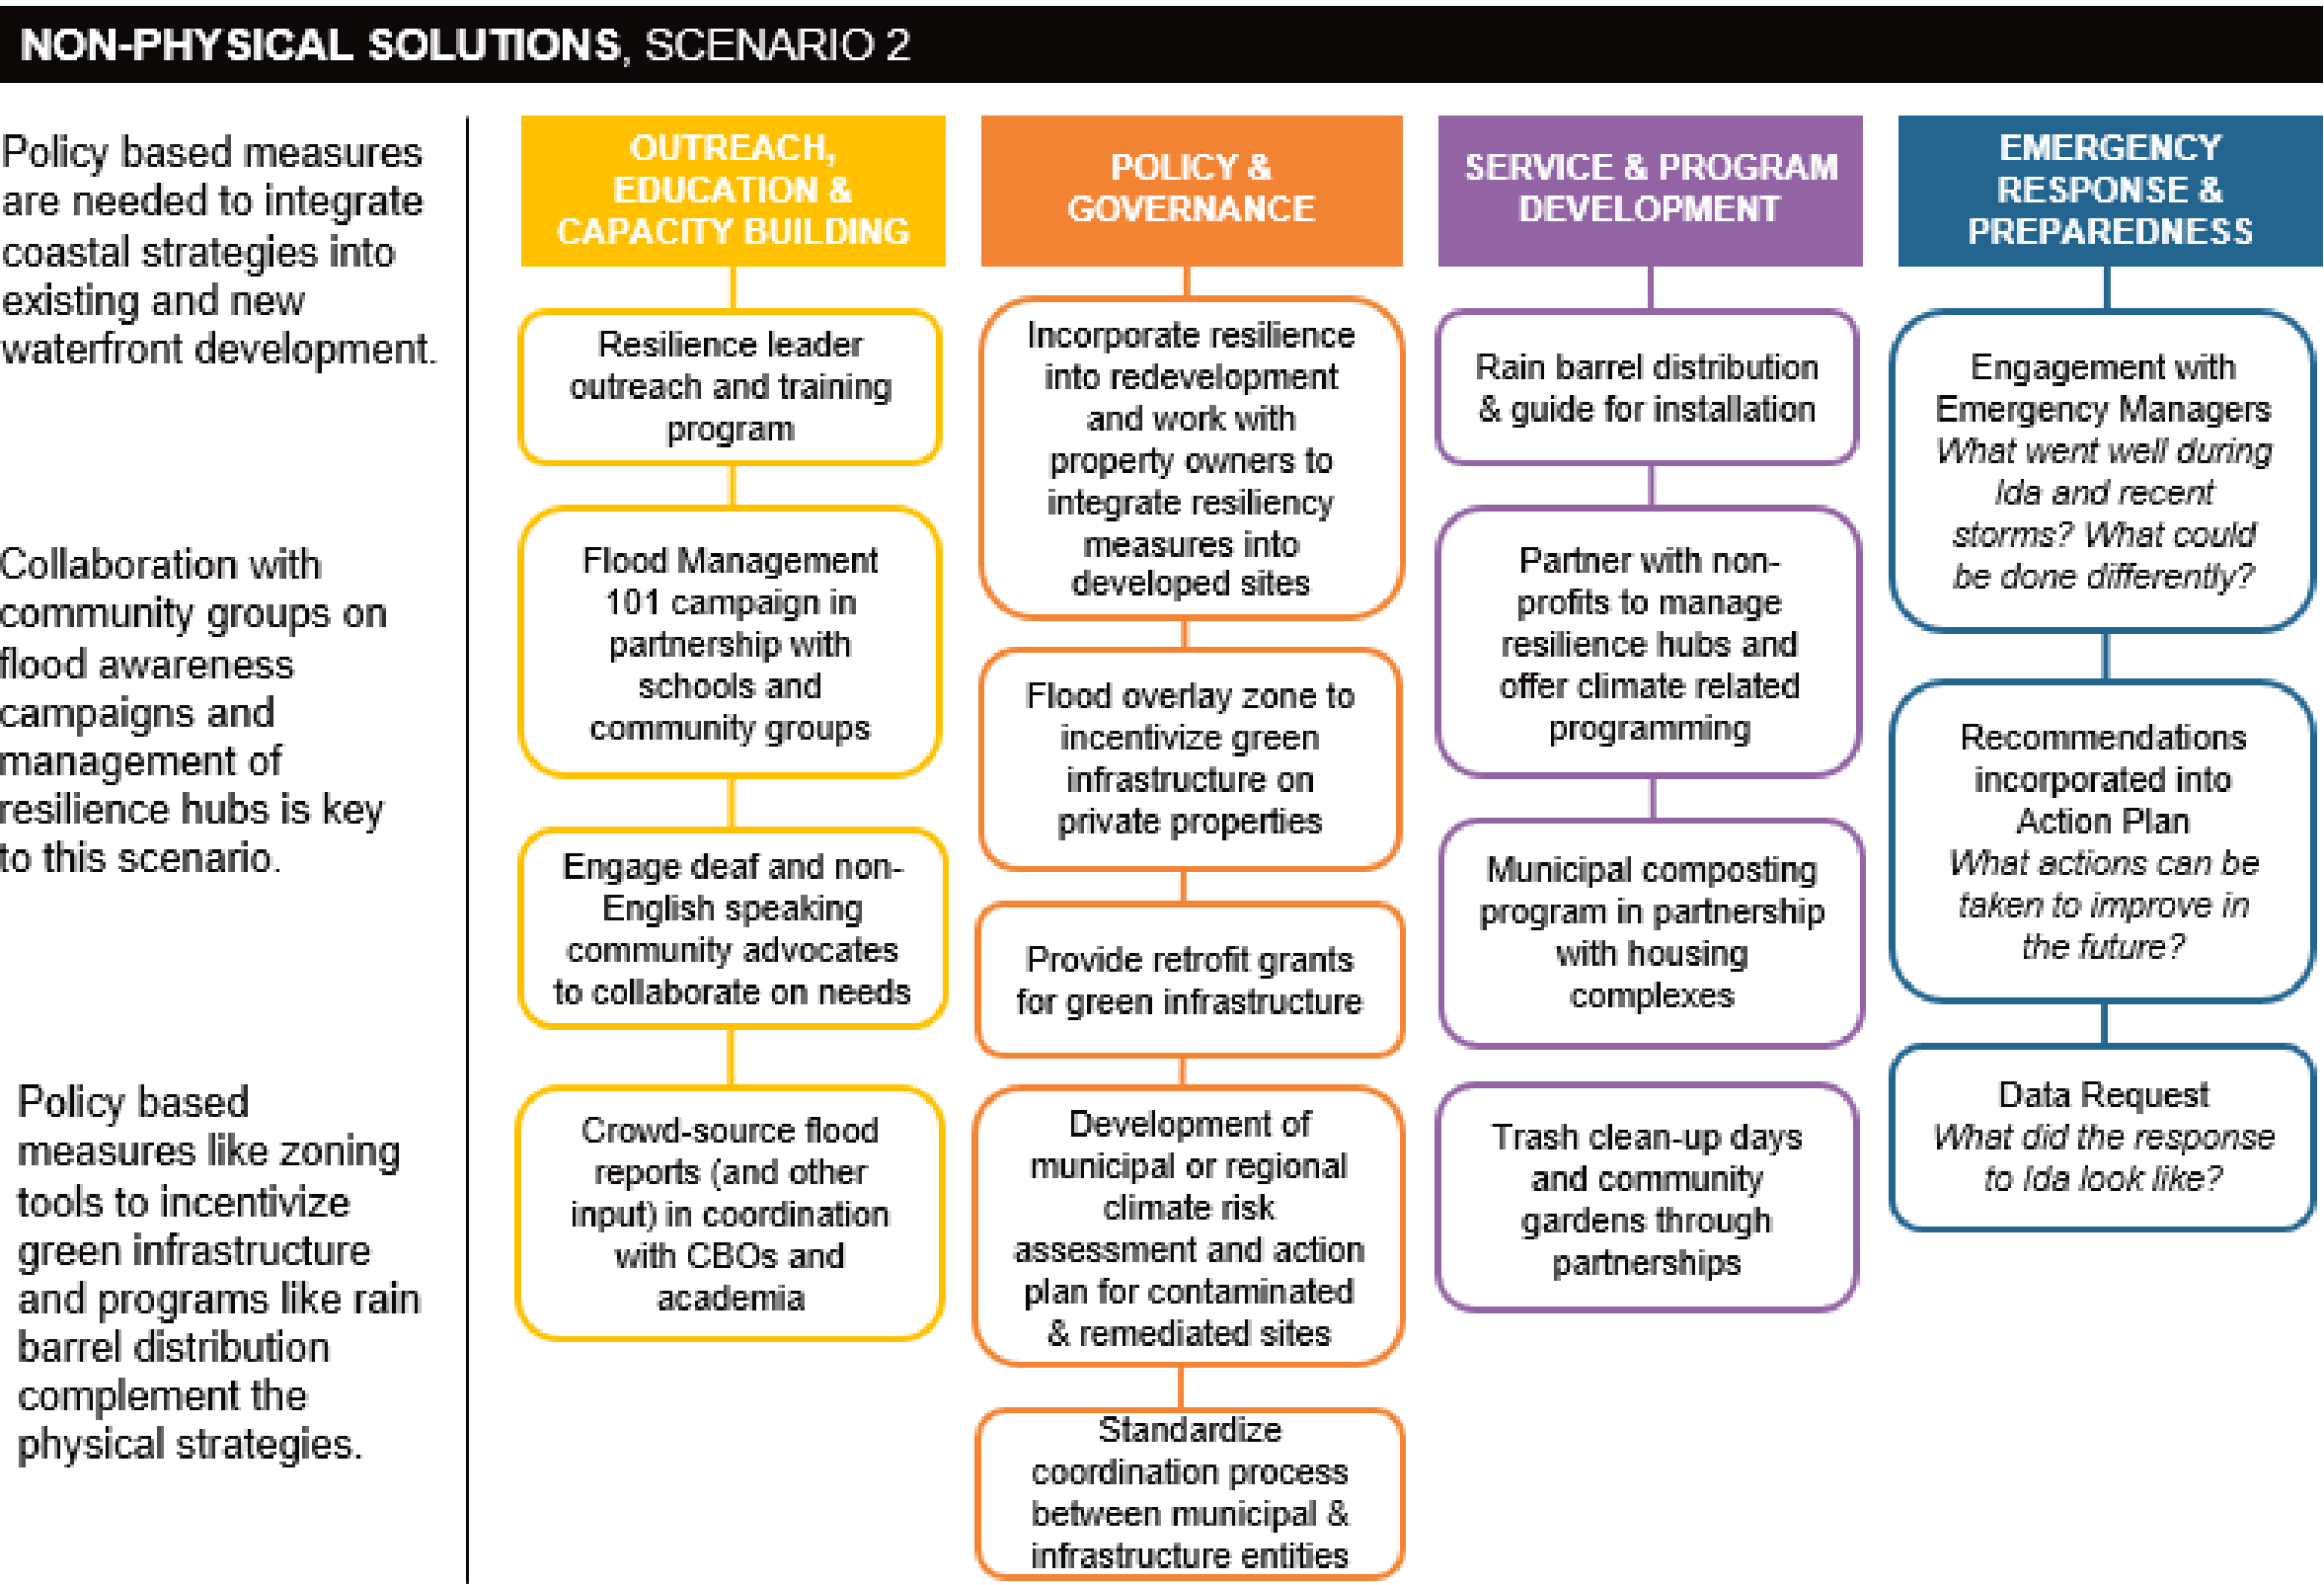 NON-PHYSICAL SOLUTIONS, SCENARIO 2
Policy based measures
are needed to integrate
coastal strategies into
existing and new
waterfront development.
Collaboration with
community groups on
flood awareness
campaigns and
management of
resilience hubs is key
to this scenario.
Policy based
measures like zoning
tools to incentivize
green infrastructure
and programs like rain
barrel distribution
complement the
physical strategies.
OUTREACH,
EDUCATION &
CAPACITY BUILDING
Resilience leader
outreach and training
program
Flood Management
101 campaign in
partnership with
schools and
community groups
Engage deaf and non-
English speaking
community advocates
to collaborate on needs
Crowd-source flood
reports (and other
input) in coordination
with CBOs and
academia
POLICY &
GOVERNANCE
Incorporate resilience
into redevelopment
and work with
property owners to
integrate resiliency
measures into
developed sites
Flood overlay zone to
incentivize green
infrastructure on
private properties
Provide retrofit grants
for green infrastructure
Development of
municipal or regional
climate risk
assessment and action
plan for contaminated
& remediated sites
Standardize
coordination process
between municipal &
infrastructure entities
SERVICE & PROGRAM
DEVELOPMENT
Rain barrel distribution
& guide for installation
Partner with non-
profits to manage
resilience hubs and
offer climate related
programming
Municipal composting
program in partnership
with housing
complexes
Trash clean-up days
and community
gardens through
partnerships
EMERGENCY
RESPONSE &
PREPAREDNESS
Engagement with
Emergency Managers
What went well during
Ida and recent
storms? What could
be done differently?
Recommendations
incorporated into
Action Plan
What actions can be
taken to improve in
the future?
Data Request
What did the response
to Ida look like?